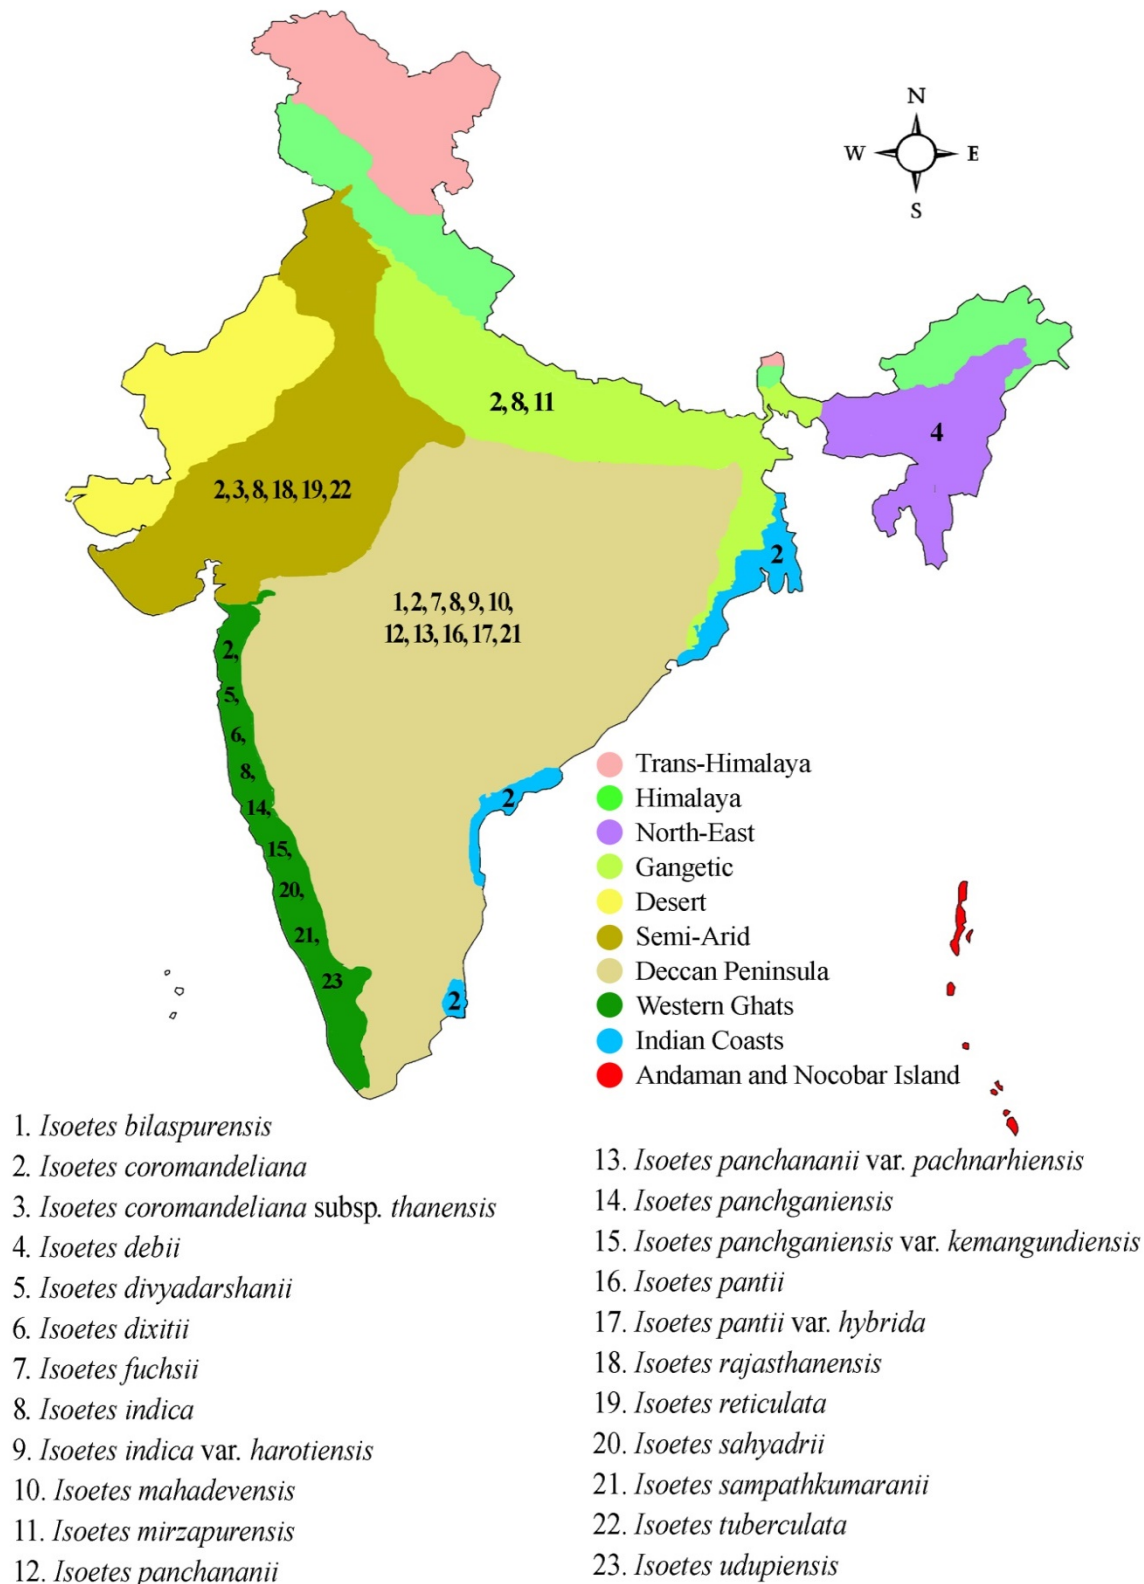 N
W
E
S
2, 8, 11
4
2, 3, 8, 18, 19, 22
2
1, 2, 7, 8, 9, 10,
12, 13, 16, 17, 21
2,
5,
6,
8,
14,
15,
20,
21,
23
2
2
Trans-Himalaya
Himalaya
North-East
Gangetic
Desert
Semi-Arid
Deccan Peninsula
Western Ghats
Indian Coasts
Andaman and Nocobar Island
1. Isoetes bilaspurensis
2. Isoetes coromandeliana
3. Isoetes coromandeliana subsp. thanensis
4. Isoetes debii
5. Isoetes divyadarshanii
6. Isoetes dixitii
7. Isoetes fuchsii
8. Isoetes indica
9. Isoetes indica var. harotiensis
10. Isoetes mahadevensis
11. Isoetes mirzapurensis
12. Isoetes panchananii
13. Isoetes panchananii var. pachnarhiensis
14. Isoetes panchganiensis
15. Isoetes panchganiensis var. kemangundiensis
16. Isoetes pantii
17. Isoetes pantii var. hybrida
18. Isoetes rajasthanensis
19. Isoetes reticulata
20. Isoetes sahyadrii
21. Isoetes sampathkumaranii
22. Isoetes tuberculata
23. Isoetes udupiensis